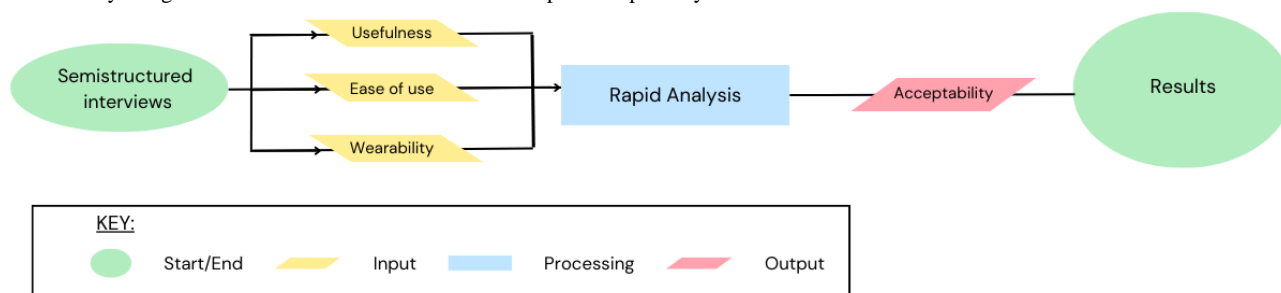 Usefulness
Semistructured
interviews
Ease of use
Rapid Analysis
Acceptability
Results
Wearability
KEY:
Start/End
Input
Processing
Output